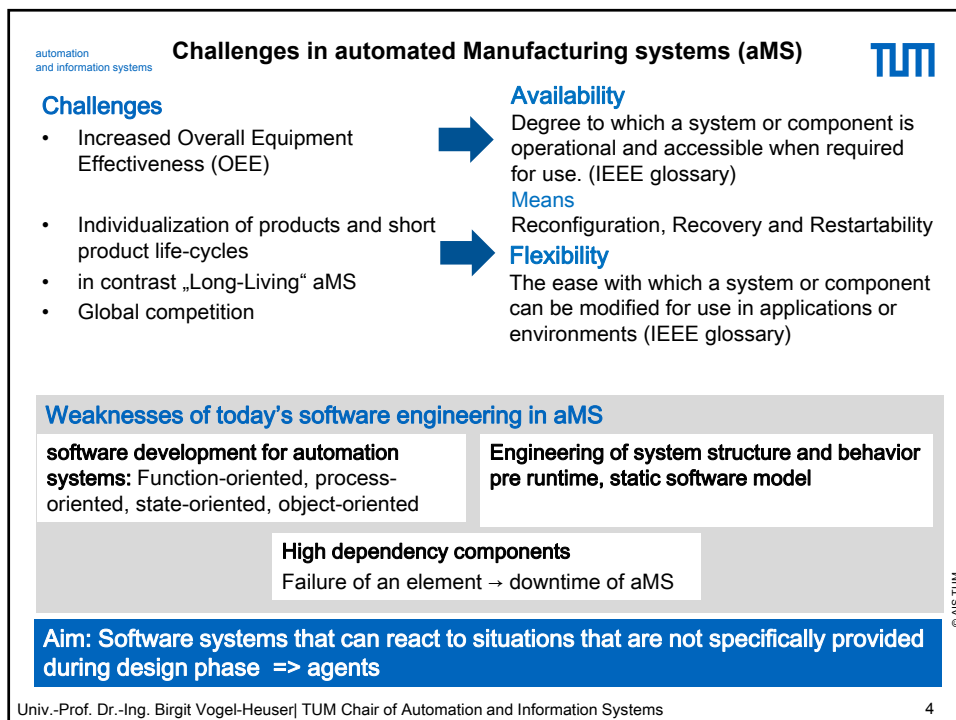 automation
and information systems
Challenges in automated Manufacturing systems (aMS)
TUM
Challenges
• Increased Overall Equipment
Effectiveness (OEE)
• Individualization of products and short
product life-cycles
• in contrast „Long-Living“ aMS
• Global competition
Availability
Degree to which a system or component is
operational and accessible when required
for use. (IEEE glossary)
Means
Reconfiguration, Recovery and Restartability
Flexibility
The ease with which a system or component
can be modified for use in applications or
environments (IEEE glossary)
Weaknesses of today's software engineering in aMS
software development for automation
systems: Function-oriented, process-
oriented, state-oriented, object-oriented
Engineering of system structure and behavior
pre runtime, static software model
High dependency components
Failure of an element → downtime of aMS
© AIS TUM
Aim: Software systems that can react to situations that are not specifically provided
during design phase => agents
Univ.-Prof. Dr.-Ing. Birgit Vogel-Heuser| TUM Chair of Automation and Information Systems
4